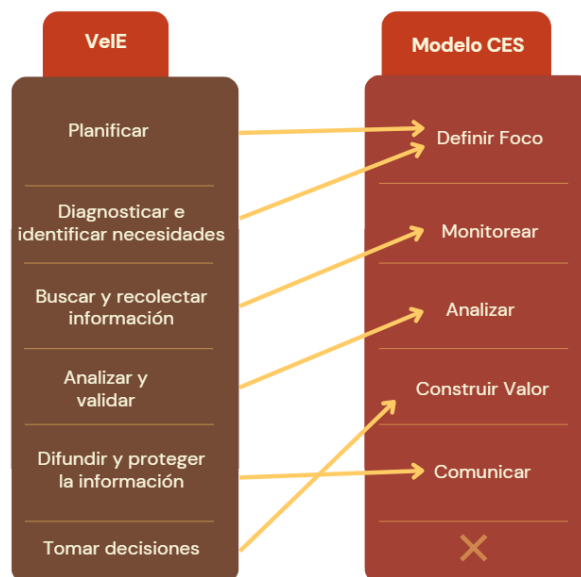 VeIE
Planificar
Diagnosticar e
identificar necesidades
Buscar y recolectar
información
Analizar y
validar
Difundir y proteger
la información
Tomar decisiones
Modelo CES
Definir Foco
Monitorear
Analizar
Construir Valor
Comunicar